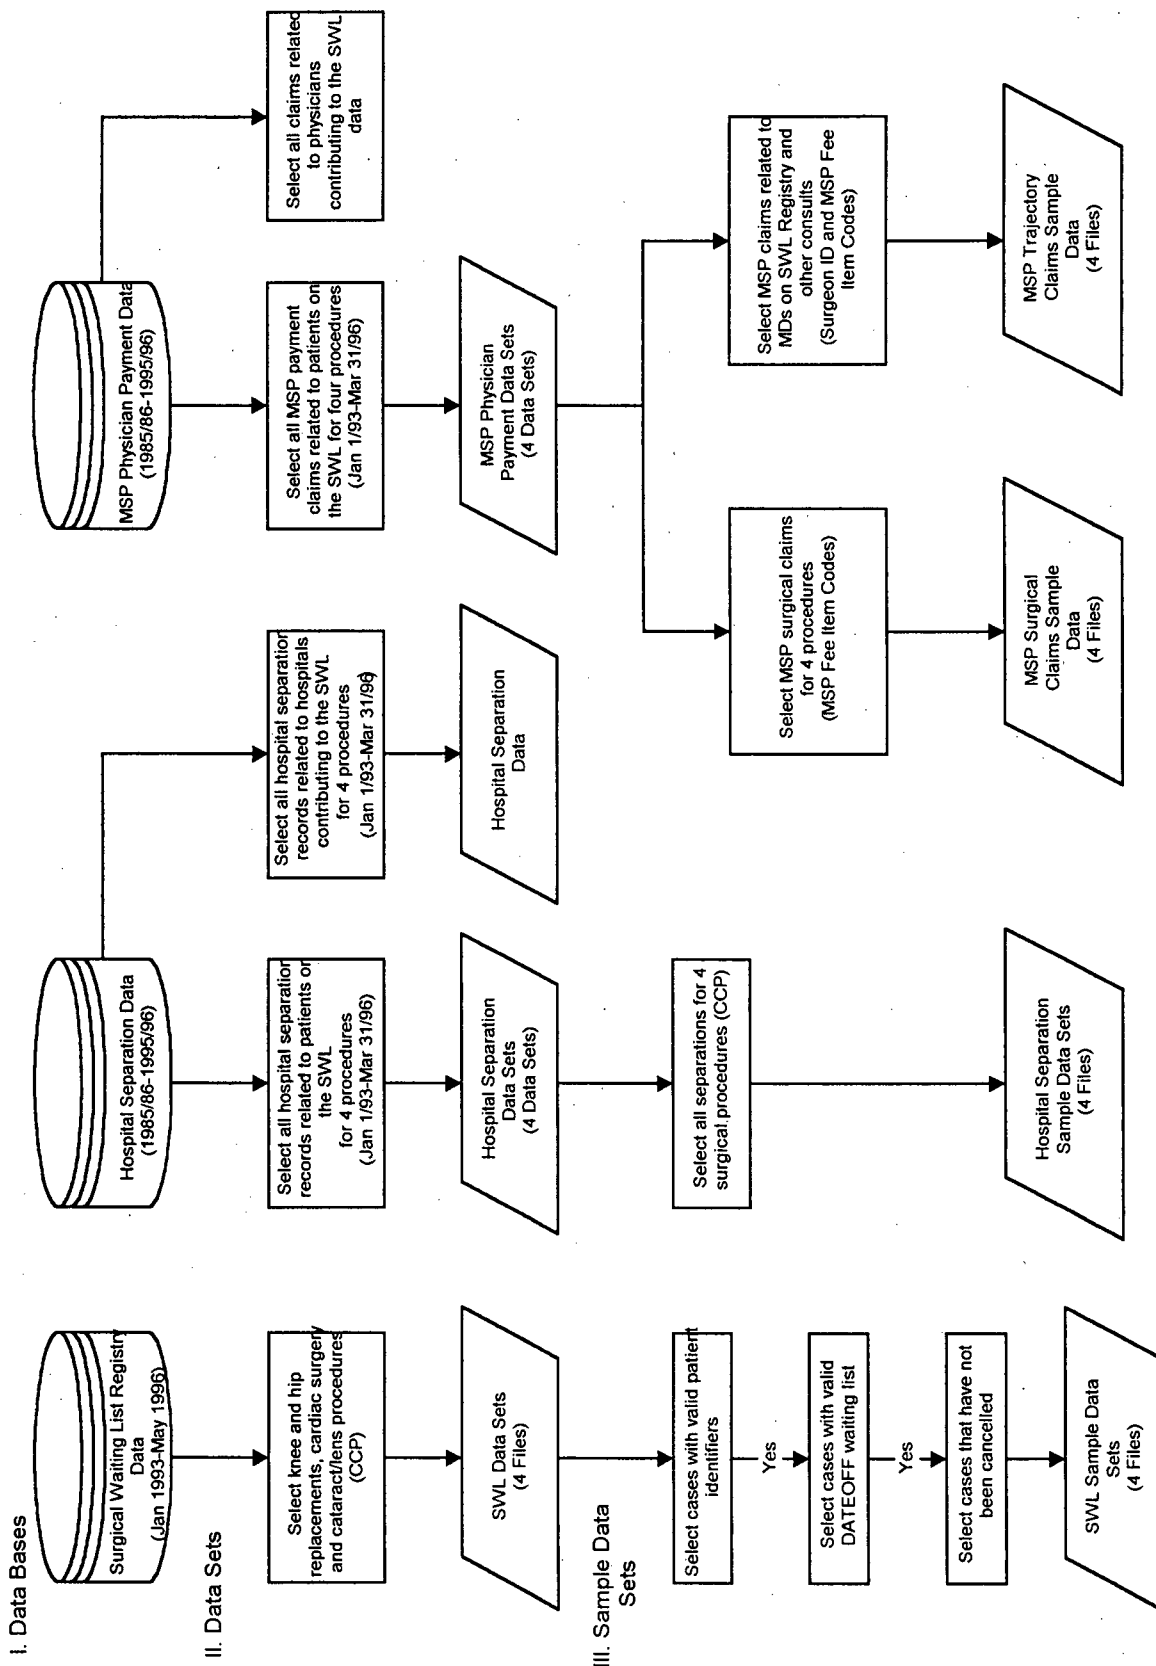 I. Data Bases
Surgical Waiting List Registry
Data
(Jan 1993-May 1996)
Hospital Separation Data
(1985/86-1995/96)
MSP Physician Payment Data
(1985/86-1995/96)
II. Data Sets
Select knee and hip
replacements, cardiac surgery
and cataract/lens procedures
(CCP)
Select all hospital separation
records related to patients on
the SWL
for 4 procedures
(Jan 1/93-Mar 31/96)
Select all hospital separation
records related to hospitals
contributing to the SWL
for 4 procedures
(Jan 1/93-Mar 31/96)
Select all MSP payment
claims related to patients on
the SWL for four procedures
(Jan 1/93-Mar 31/96)
Select all claims related
to physicians
contributing to the SWL
data
SWL Data Sets
(4 Files)
Hospital Separation
Data Sets
(4 Data Sets)
Hospital Separation
Data
MSP Physician
Payment Data Sets
(4 Data Sets)
III. Sample Data
Sets
Select cases with valid patient
identifiers
Yes
Select cases with valid
DATEOFF waiting list
Yes
Select cases that have not
been cancelled
SWL Sample Data
Sets
(4 Files)
Select all separations for 4
surgical procedures (CCP)
Hospital Separation
Sample Data Sets
(4 Files)
Select MSP surgical claims
for 4 procedures
(MSP Fee Item Codes)
MSP Surgical
Claims Sample
Data
(4 Files)
Select MSP claims related to
MDs on SWL Registry and
other consults
(Surgeon ID and MSP Fee
Item Codes)
MSP Trajectory
Claims Sample
Data
(4 Files)